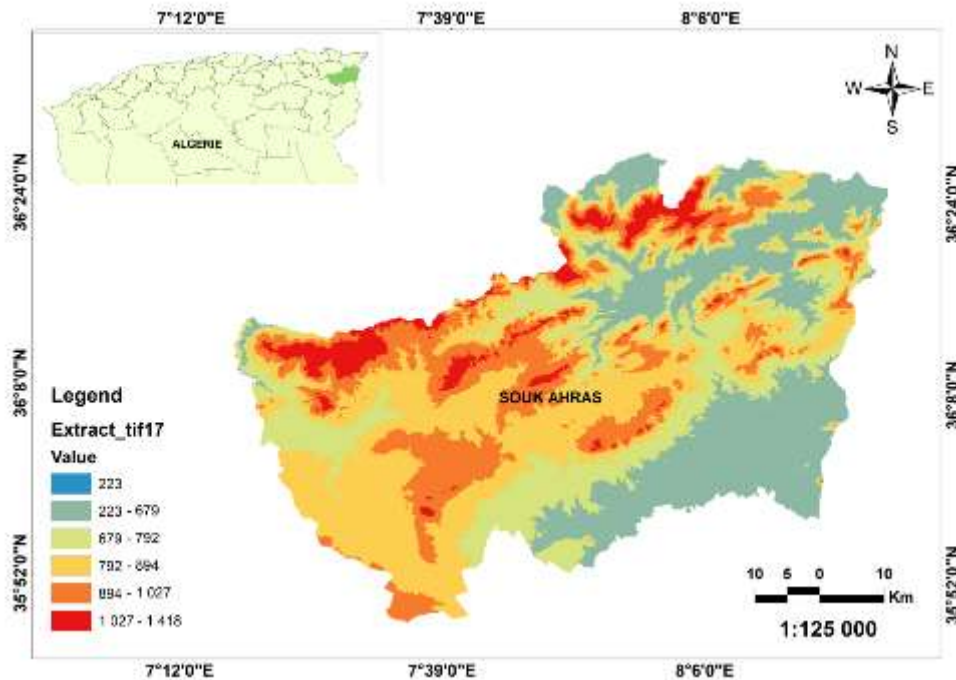 7°12'0"E 7°39'0"E 8°6'0"E
ALGERIE
N
W E
S
36°24'0"N
36°24'0"N
36°8'0"N
36°8'0"N
35°52'0"N
35°52'0"N
SOUK AHRAS
Legend
Extract_tif17
Value
223
223 - 679
679 - 792
792 - 894
894 - 1 027
1 027 - 1 418
10 5 0 10
Km
1:125 000
7°12'0"E 7°39'0"E 8°6'0"E